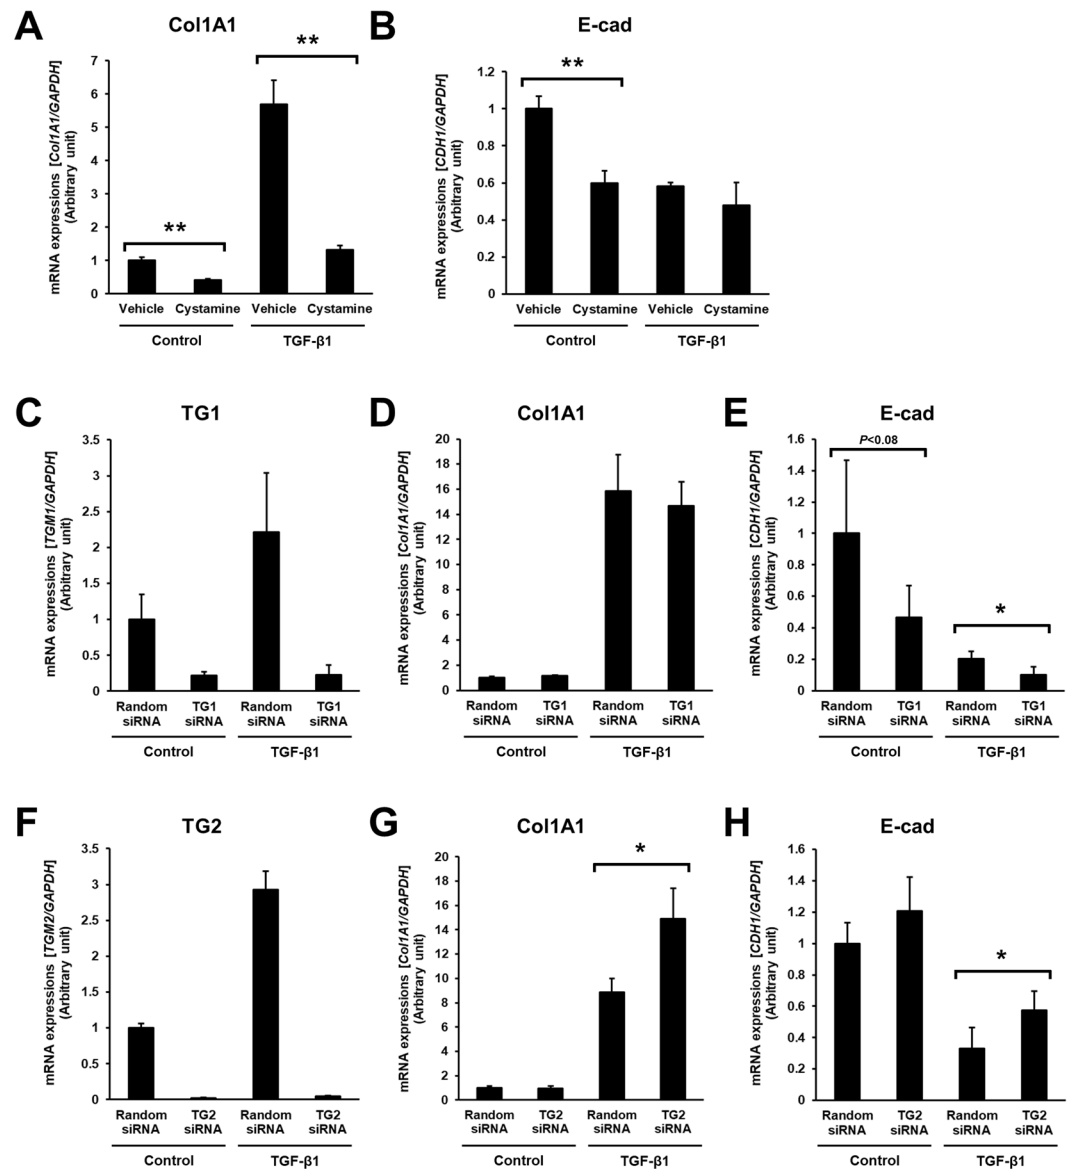 A
Col1A1
mRNA expressions [Col1A1/GAPDH]
(Arbitrary unit)
7
6
5
4
3
2
1
0
**
**
Vehicle Cystamine Vehicle Cystamine
Control TGF-β1
B
E-cad
mRNA expressions [CDH1/GAPDH]
(Arbitrary unit)
1.2
1
0.8
0.6
0.4
0.2
0
**
Vehicle Cystamine Vehicle Cystamine
Control TGF-β1
C
TG1
mRNA expressions [TGM1/GAPDH]
(Arbitrary unit)
3.5
3
2.5
2
1.5
1
0.5
0
Random TG1 Random TG1
siRNA siRNA siRNA siRNA
Control TGF-β1
D
Col1A1
mRNA expressions [Col1A1/GAPDH]
(Arbitrary unit)
20
18
16
14
12
10
8
6
4
2
0
Random TG1 Random TG1
siRNA siRNA siRNA siRNA
Control TGF-β1
E
E-cad
mRNA expressions [CDH1/GAPDH]
(Arbitrary unit)
1.6
1.4
1.2
1
0.8
0.6
0.4
0.2
0
P<0.08
*
Random TG1 Random TG1
siRNA siRNA siRNA siRNA
Control TGF-β1
F
TG2
mRNA expressions [TGM2/GAPDH]
(Arbitrary unit)
3.5
3
2.5
2
1.5
1
0.5
0
Random TG2 Random TG2
siRNA siRNA siRNA siRNA
Control TGF-β1
G
Col1A1
mRNA expressions [Col1A1/GAPDH]
(Arbitrary unit)
20
18
16
14
12
10
8
6
4
2
0
*
Random TG2 Random TG2
siRNA siRNA siRNA siRNA
Control TGF-β1
H
E-cad
mRNA expressions [CDH1/GAPDH]
(Arbitrary unit)
1.6
1.4
1.2
1
0.8
0.6
0.4
0.2
0
*
Random TG2 Random TG2
siRNA siRNA siRNA siRNA
Control TGF-β1